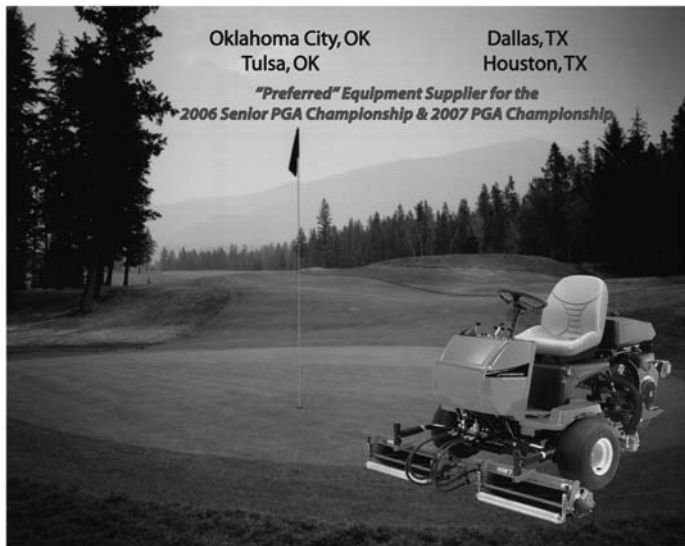 Oklahoma City, OK
Tulsa, OK
Dallas, TX
Houston, TX
"Preferred" Equipment Supplier for the
2006 Senior PGA Championship & 2007 PGA Championship